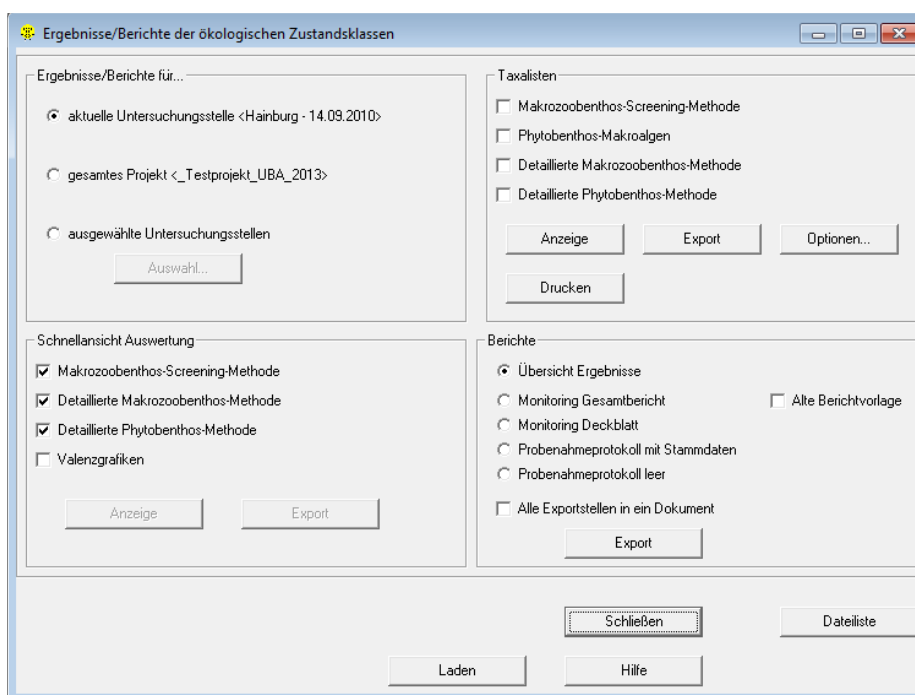 Ergebnisse/Berichte der ökologischen Zustandsklassen
Ergebnisse/Berichte für...
aktuelle Untersuchungsstelle <Hainburg - 14.09.2010>
gesamtes Projekt <_Testprojekt_UBA_2013>
ausgewählte Untersuchungsstellen
Auswahl...
Taxalisten
Makrozoobenthos-Screening-Methode
Phytobenthos-Makroalgen
Detaillierte Makrozoobenthos-Methode
Detaillierte Phytobenthos-Methode
Anzeige Export Optionen...
Drucken
Schnellansicht Auswertung
Makrozoobenthos-Screening-Methode
Detaillierte Makrozoobenthos-Methode
Detaillierte Phytobenthos-Methode
Valenzgrafiken
Anzeige Export
Berichte
Übersicht Ergebnisse
Monitoring Gesamtbericht Alte Berichtvorlage
Monitoring Deckblatt
Probenahmeprotokoll mit Stammdaten
Probenahmeprotokoll leer
Alle Exportstellen in ein Dokument
Export
Schließen Dateiliste
Laden Hilfe